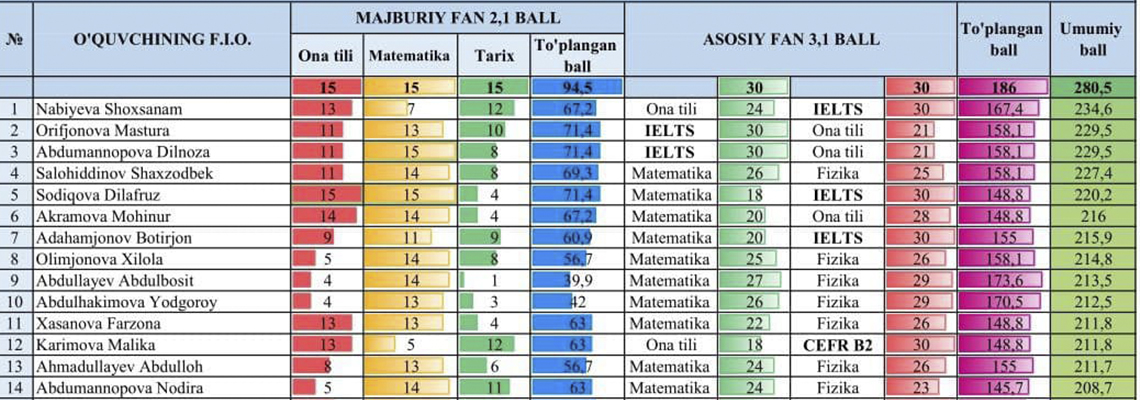 № O'QUVCHINING F.I.O. MAJBURIY FAN 2,1 BALL ASOSIY FAN 3,1 BALL To'plangan ball Umumiy ball
Ona tili Matematika Tarix To'plangan ball
15 15 15 94,5 30 30 186 280,5
1 Nabiyeva Shoxsanam 13 7 12 67,2 Ona tili 24 IELTS 30 167,4 234,6
2 Orifjonova Mastura 11 13 10 71,4 IELTS 30 Ona tili 21 158,1 229,5
3 Abdumannopova Dilnoza 11 15 8 71,4 IELTS 30 Ona tili 21 158,1 229,5
4 Salohiddinov Shaxzodbek 11 14 8 69,3 Matematika 26 Fizika 25 158,1 227,4
5 Sodiqova Dilafruz 15 15 4 71,4 Matematika 18 IELTS 30 148,8 220,2
6 Akramova Mohinur 14 14 4 67,2 Matematika 20 Ona tili 28 148,8 216
7 Adahamjonov Botirjon 9 11 9 60,9 Matematika 20 IELTS 30 155 215,9
8 Olimjonova Xilola 5 14 8 56,7 Matematika 25 Fizika 26 158,1 214,8
9 Abdullayev Abdulbosit 4 14 1 39,9 Matematika 27 Fizika 29 173,6 213,5
10 Abdulhakimova Yodgoroy 4 13 3 42 Matematika 26 Fizika 29 170,5 212,5
11 Xasanova Farzona 13 13 4 63 Matematika 22 Fizika 26 148,8 211,8
12 Karimova Malika 13 5 12 63 Ona tili 18 CEFR B2 30 148,8 211,8
13 Ahmadullayev Abdulloh 8 13 6 56,7 Matematika 24 Fizika 26 155 211,7
14 Abdumannopova Nodira 5 14 11 63 Matematika 24 Fizika 23 145,7 208,7